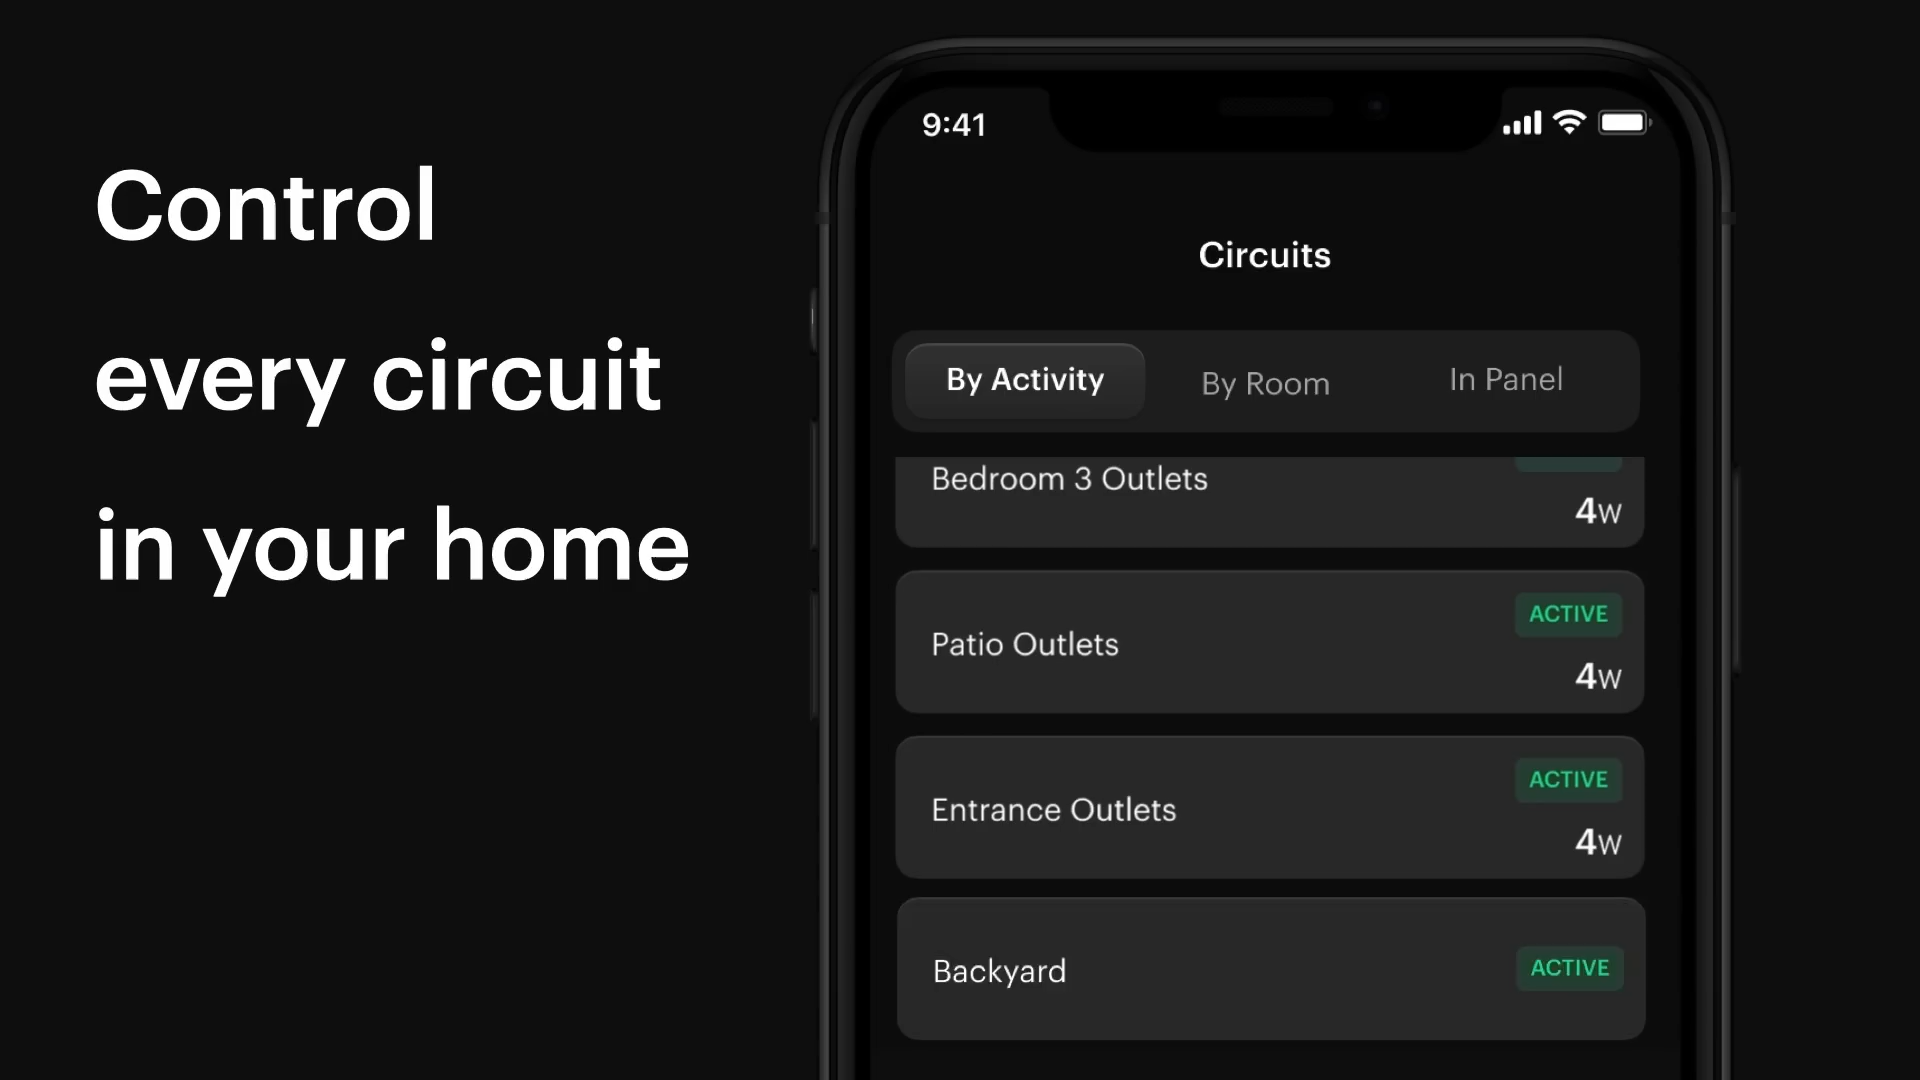 Control
every circuit
in your home
9:41
Circuits
By Activity
By Room
In Panel
Bedroom 3 Outlets
4W
ACTIVE
Patio Outlets
4W
ACTIVE
Entrance Outlets
4W
Backyard
ACTIVE